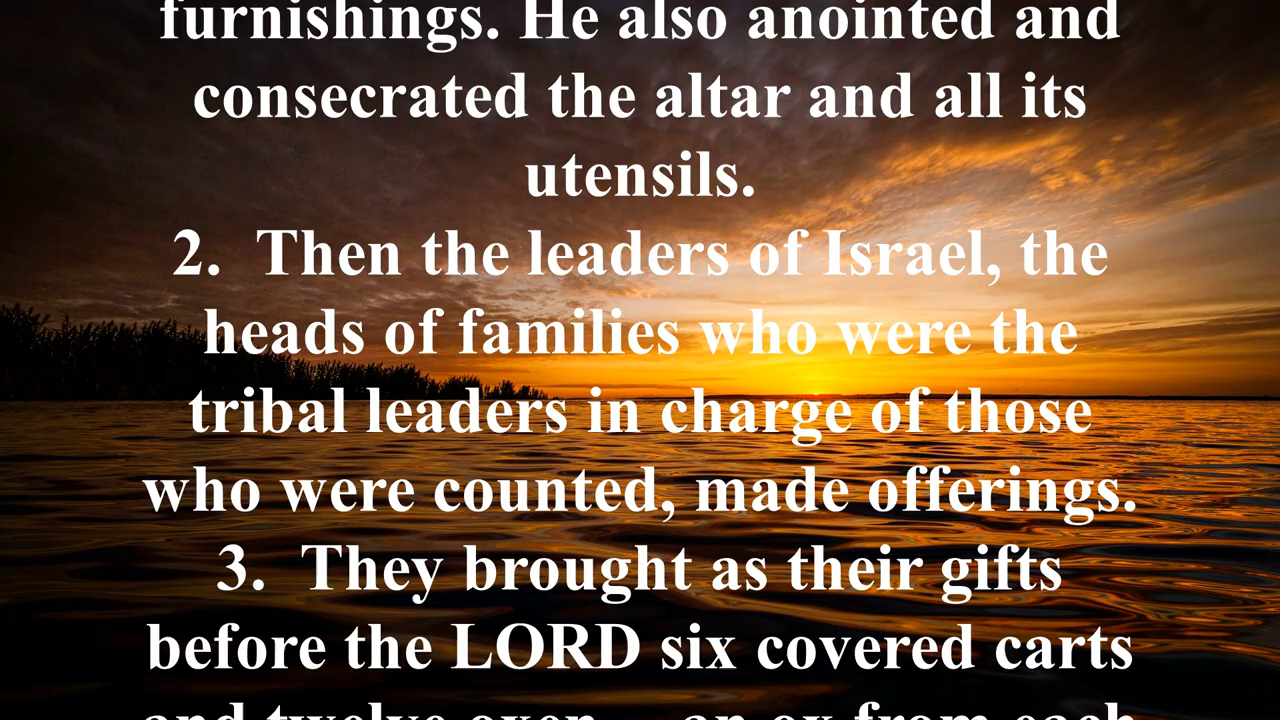 furnishings. He also anointed and
consecrated the altar and all its
utensils.
2.  Then the leaders of Israel, the
heads of families who were the
tribal leaders in charge of those
who were counted, made offerings.
3.  They brought as their gifts
before the LORD six covered carts
and twelve oxen — an ox from each